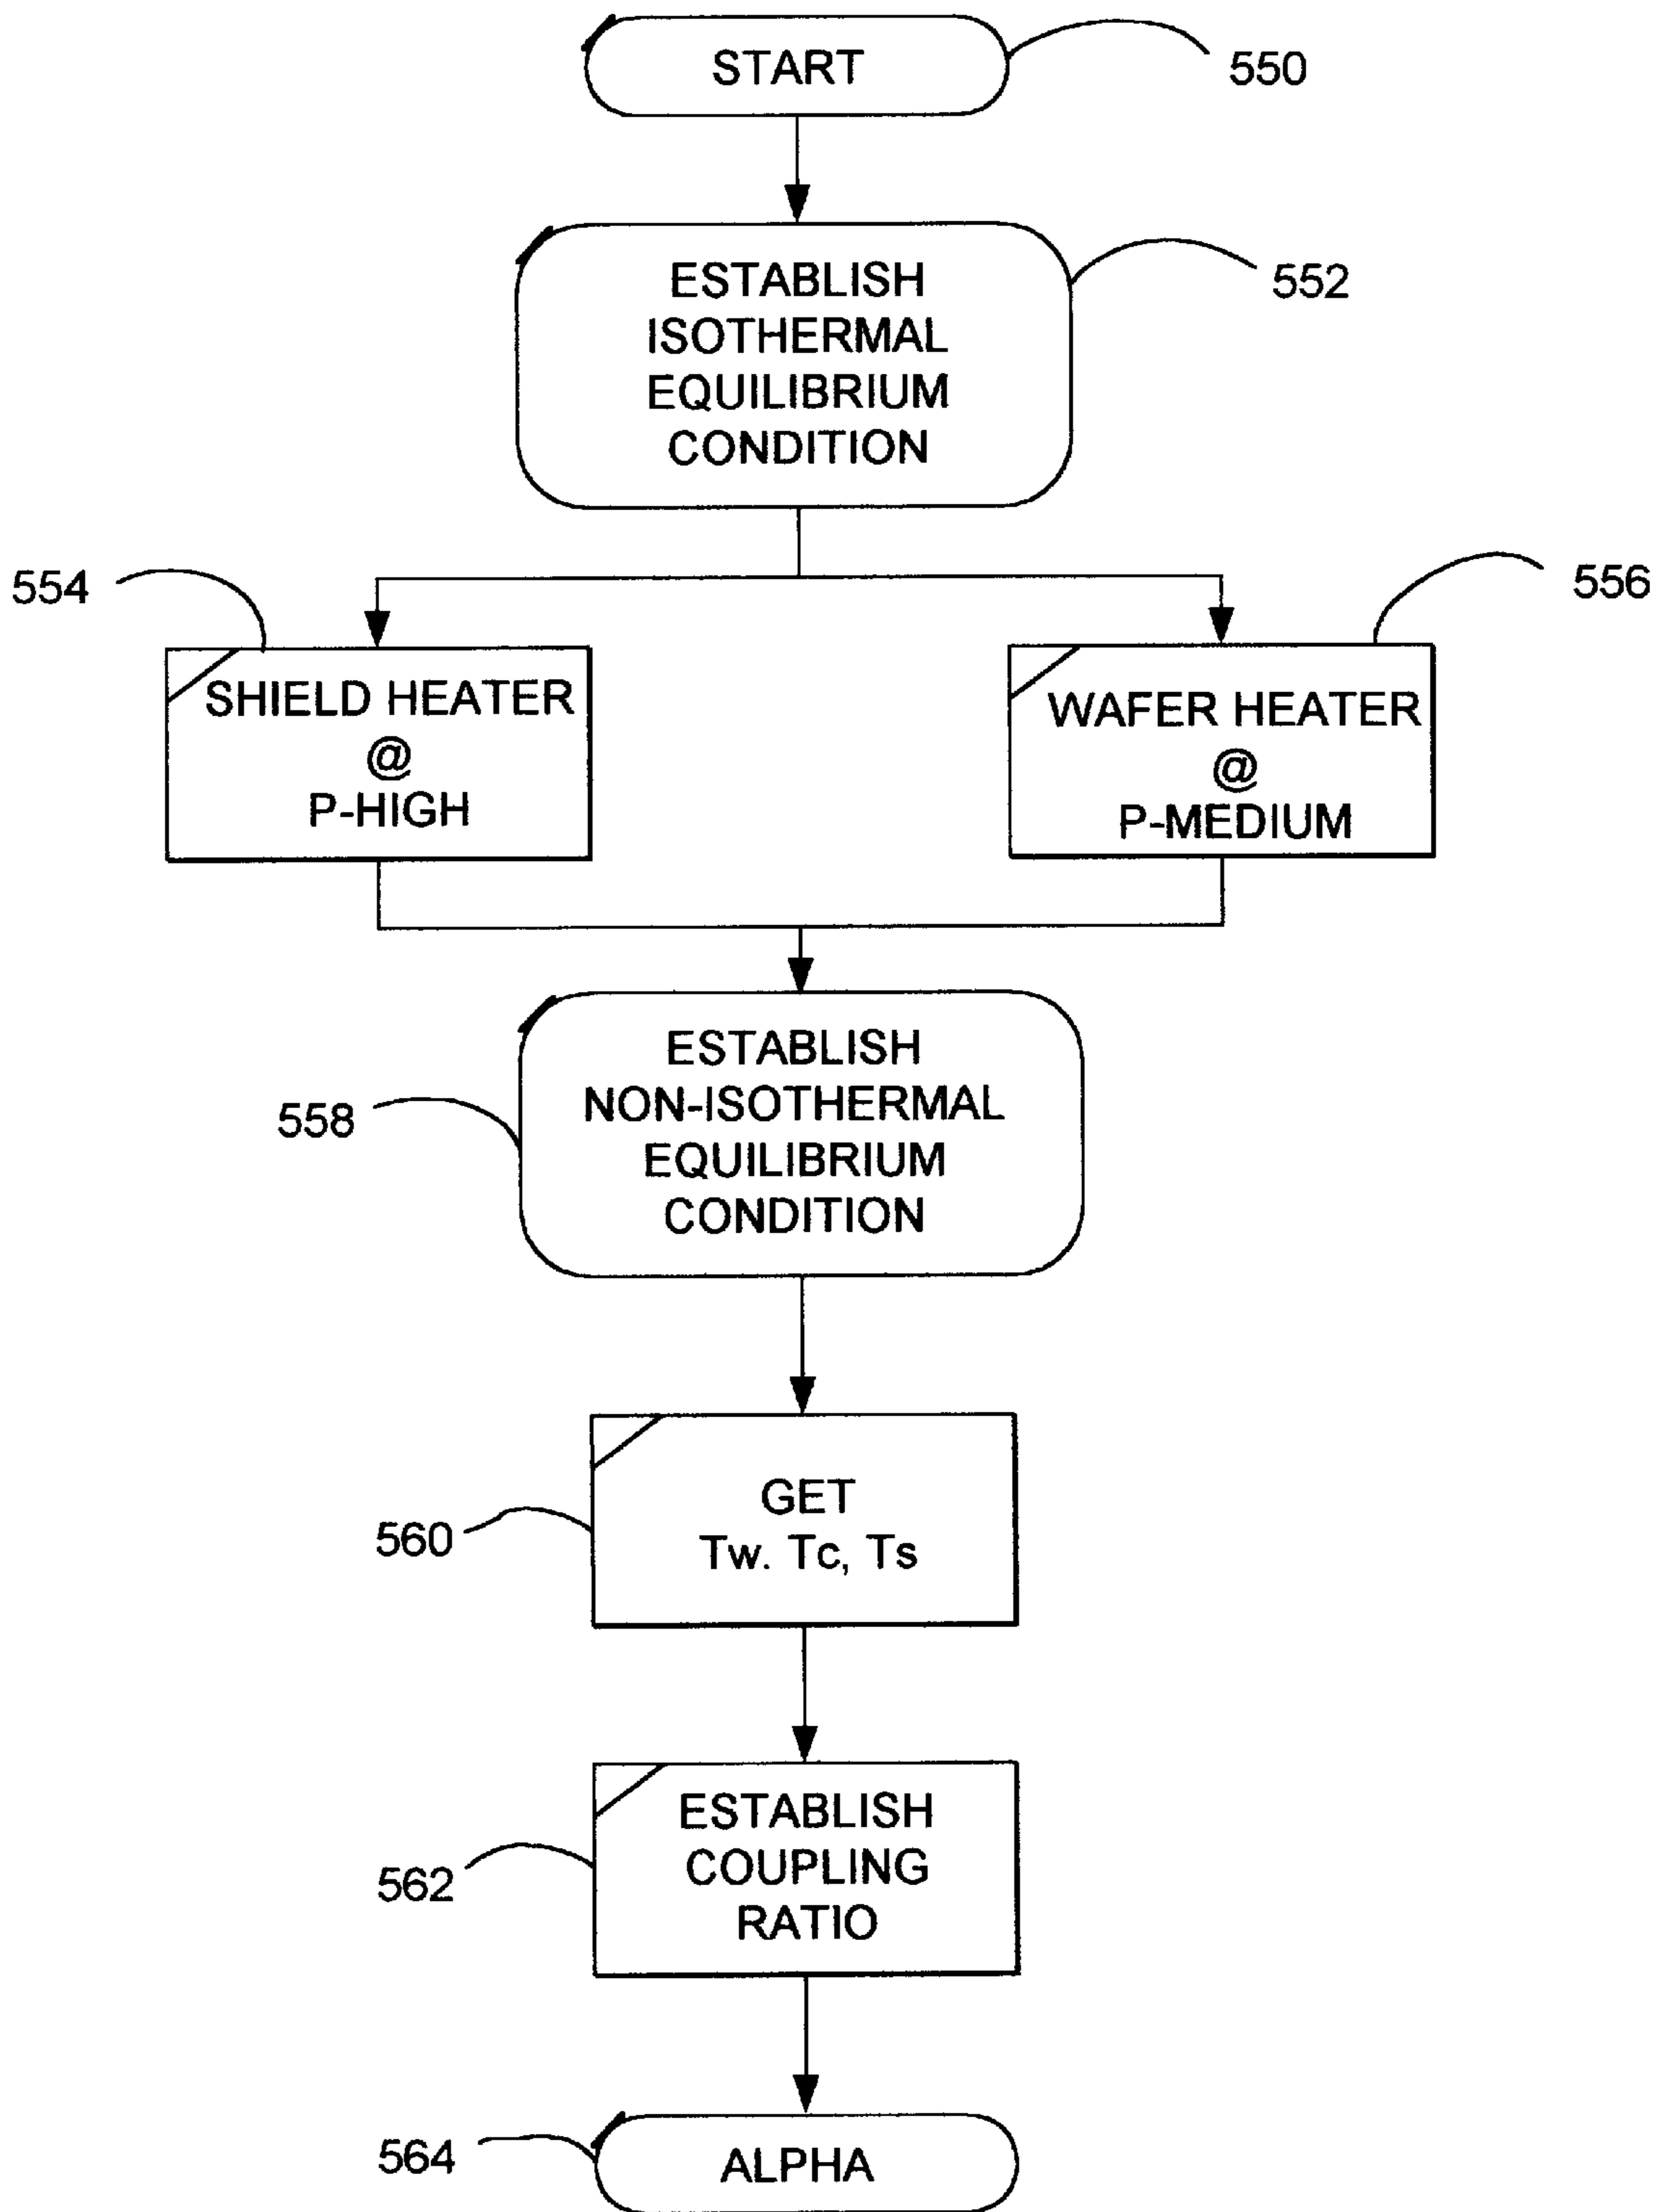 START
550
ESTABLISH
ISOTHERMAL
EQUILIBRIUM
CONDITION
552
554
SHIELD HEATER
@
P-HIGH
556
WAFER HEATER
@
P-MEDIUM
558
ESTABLISH
NON-ISOTHERMAL
EQUILIBRIUM
CONDITION
560
GET
Tw. Tc, Ts
562
ESTABLISH
COUPLING
RATIO
564
ALPHA